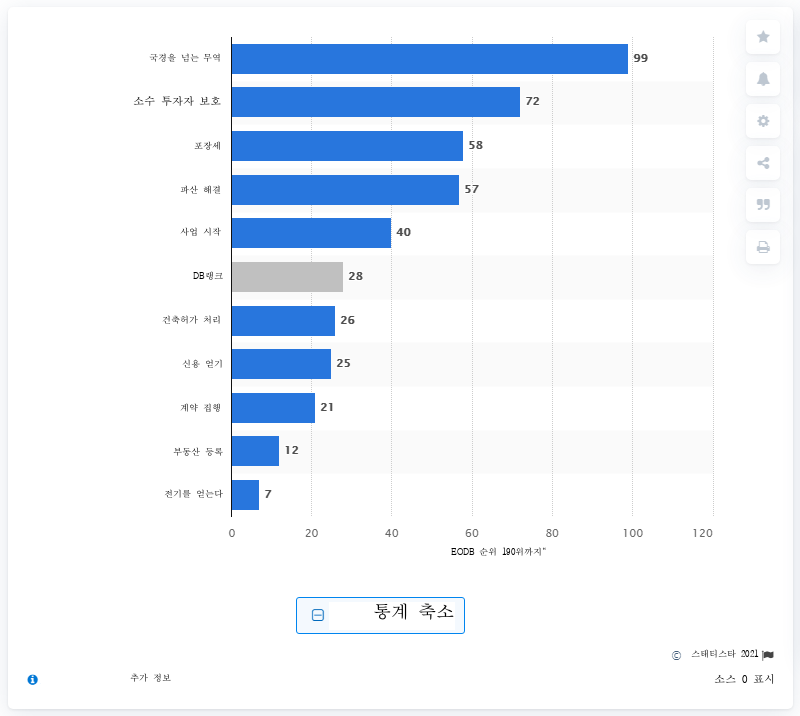 국경을 넘는 무역
99
소수 투자자 보호
72
포장세
58
파산 해결
57
사업 시작
40
DB랭크
28
건축허가 처리
26
신용 얻기
25
계약 집행
21
부동산 등록
12
전기를 얻는다
7
0 20 40 60 80 100 120
EODB 순위 190위까지"
통계 축소
© 스태티스타 2021
추가 정보
소스 0 표시